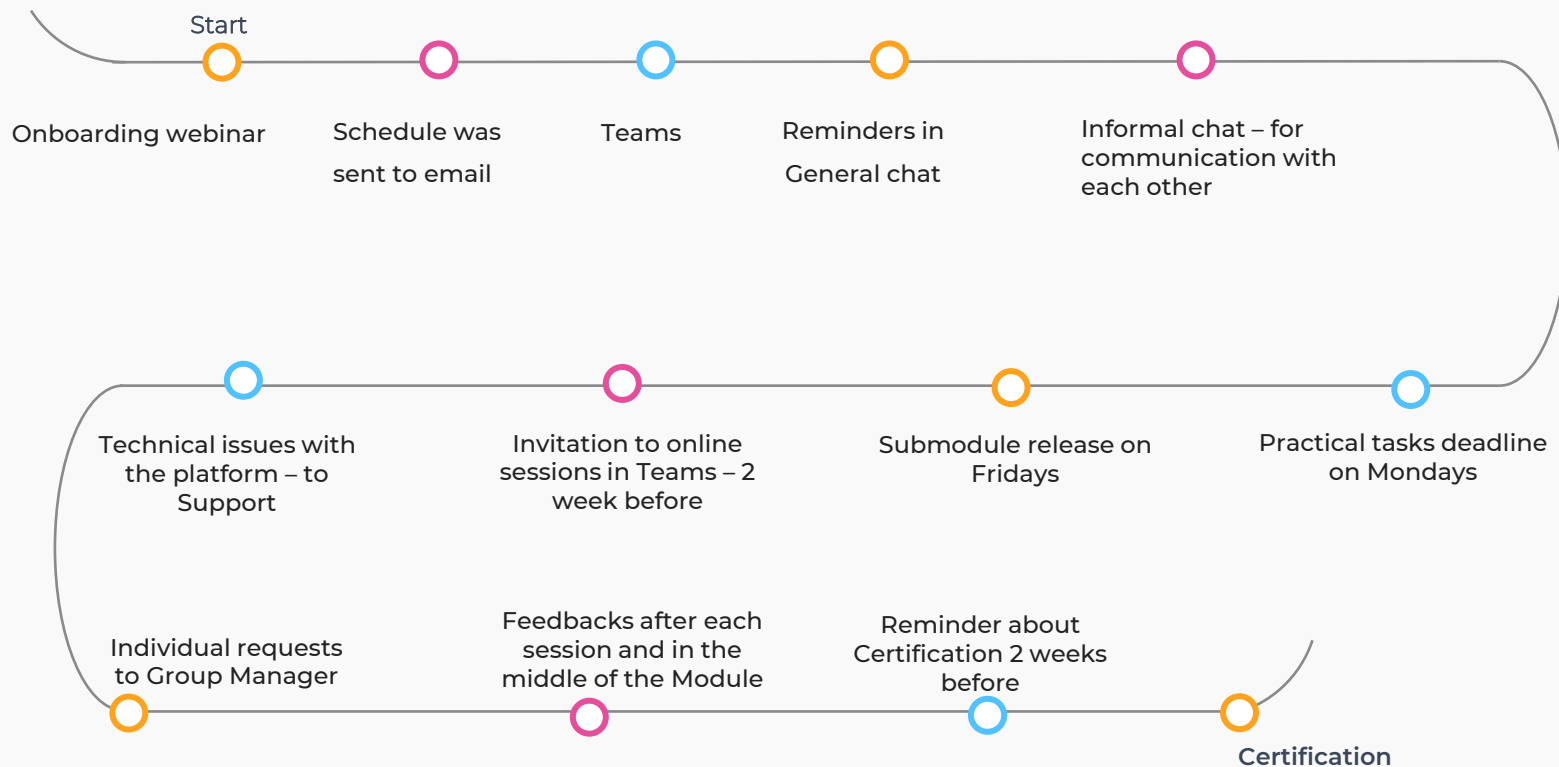 Start
Onboarding webinar
Schedule was
sent to email
Teams
Reminders in
General chat
Informal chat – for
communication with
each other
Technical issues with
the platform – to
Support
Invitation to online
sessions in Teams – 2
week before
Submodule release on
Fridays
Practical tasks deadline
on Mondays
Individual requests
to Group Manager
Feedbacks after each
session and in the
middle of the Module
Reminder about
Certification 2 weeks
before
Certification